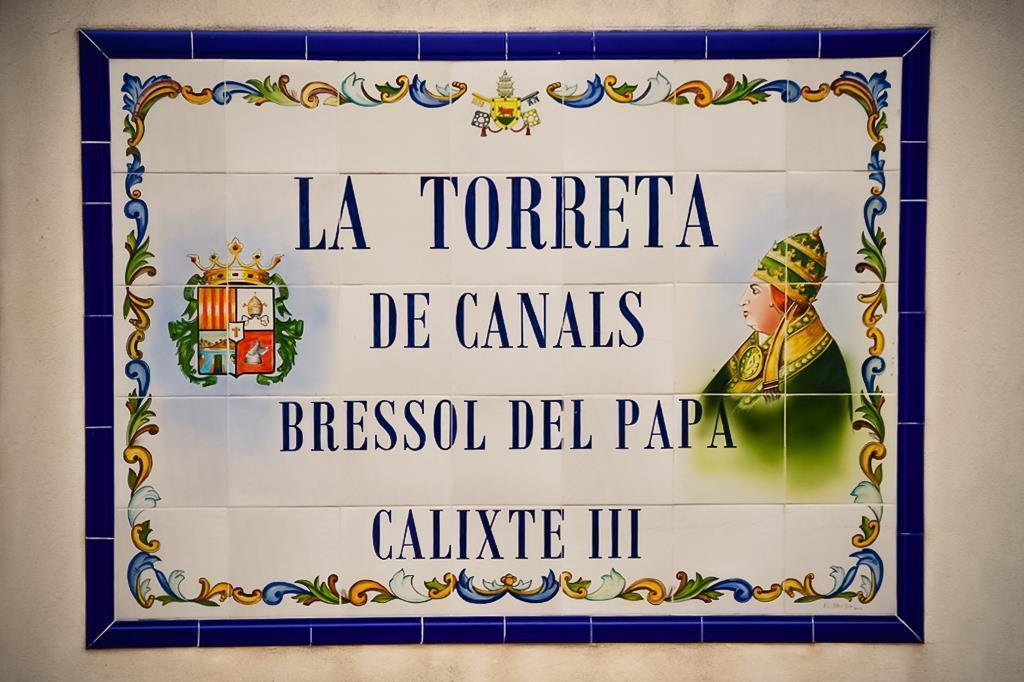 LA TORRETA
DE CANALS
BRESSOL DEL PAPA
CALIXTE III